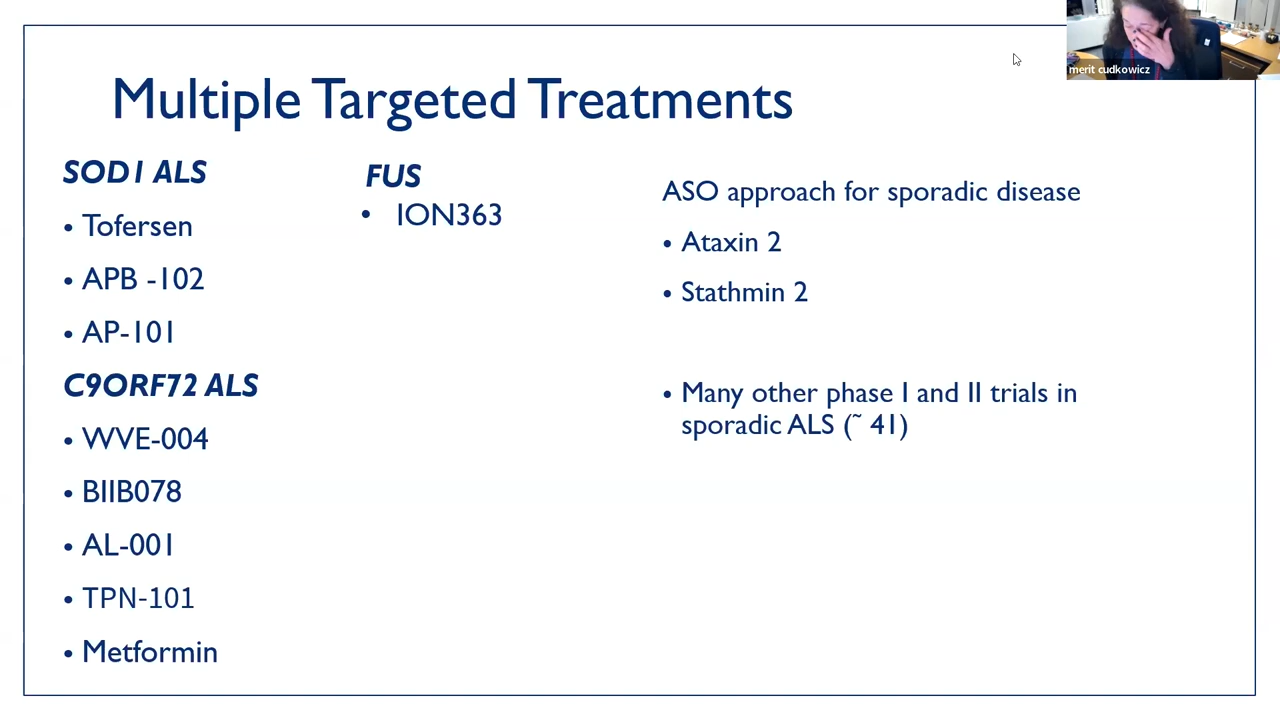 Multiple Targeted Treatments
SOD1 ALS
• Tofersen
• APB -102
• AP-101
C9ORF72 ALS
• WVE-004
• BIIB078
• AL-001
• TPN-101
• Metformin
FUS
• ION363
ASO approach for sporadic disease
• Ataxin 2
• Stathmin 2
• Many other phase I and II trials in
sporadic ALS (˜ 41)
merit cudkowicz